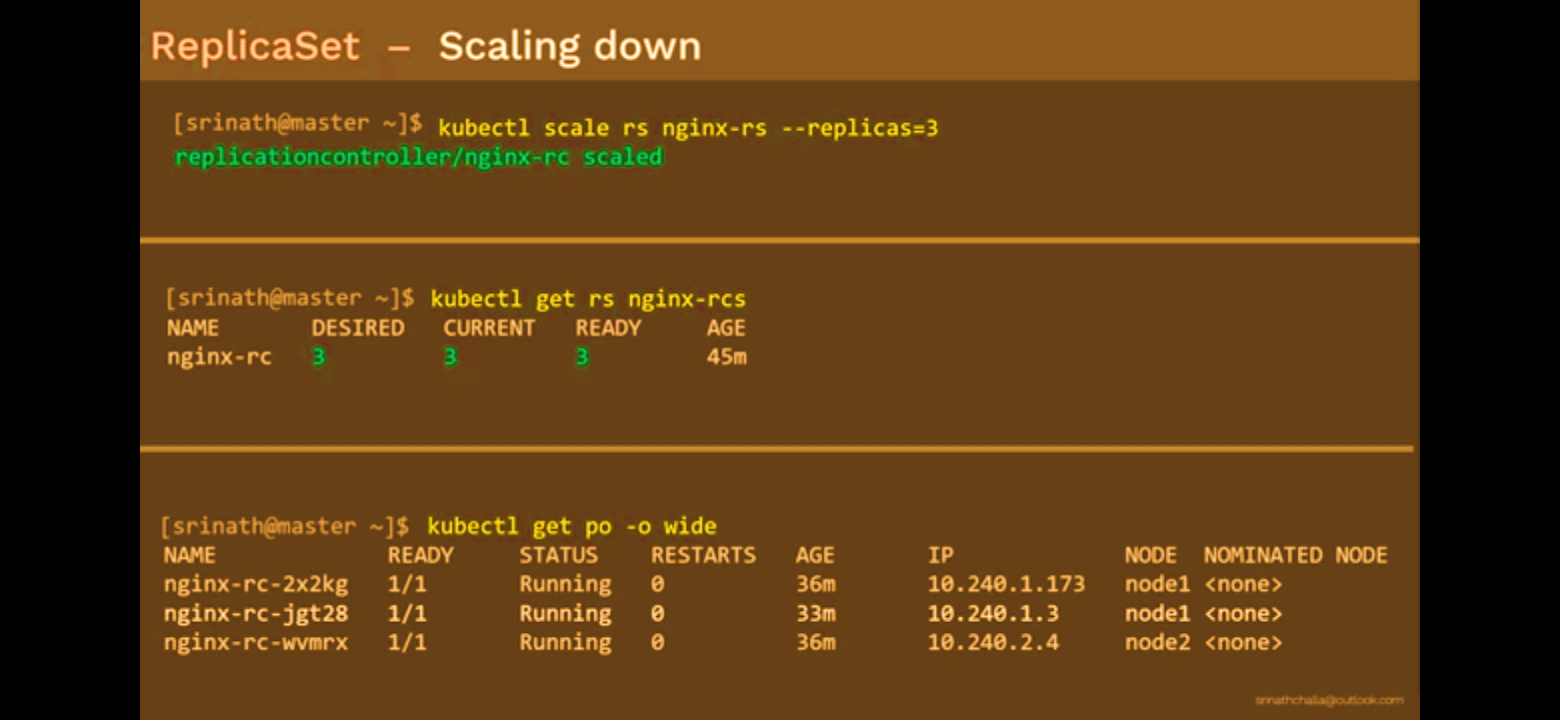 ReplicaSet – Scaling down
[srinath@master ~]$ kubectl scale rs nginx-rs --replicas=3
replicationcontroller/nginx-rc scaled
[srinath@master ~]$ kubectl get rs nginx-rcs
NAME DESIRED CURRENT READY AGE
nginx-rc 3 3 3 45m
[srinath@master ~]$ kubectl get po -o wide
NAME READY STATUS RESTARTS AGE IP NODE NOMINATED NODE
nginx-rc-2x2kg 1/1 Running 0 36m 10.240.1.173 node1 <none>
nginx-rc-jgt28 1/1 Running 0 33m 10.240.1.3 node1 <none>
nginx-rc-wvmrx 1/1 Running 0 36m 10.240.2.4 node2 <none>
srinathchalla@outlook.com